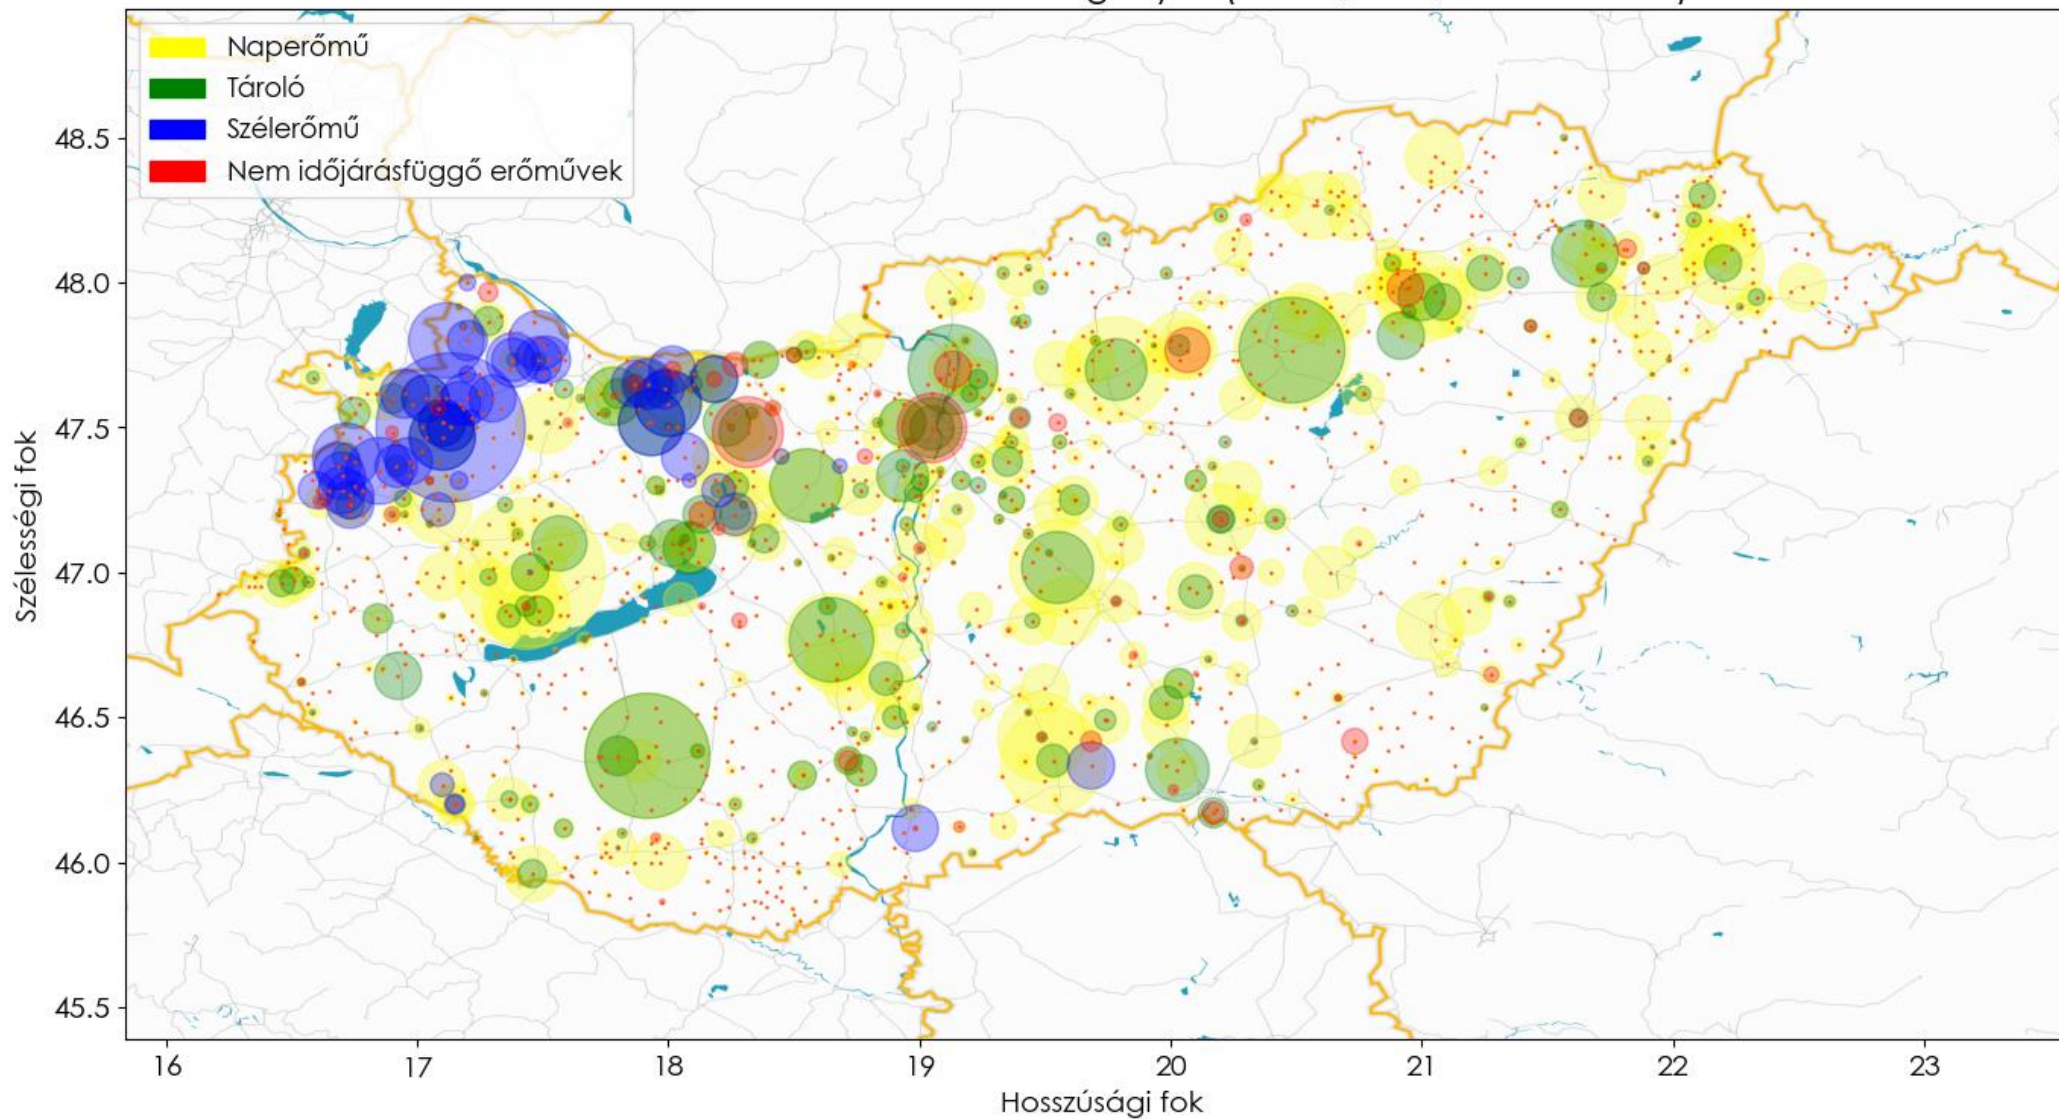 Naperőmű
Tároló
Szélerőmű
Nem időjárásfüggő erőművek
Szélességi fok
48.5
48.0
47.5
47.0
46.5
46.0
45.5
16 17 18 19 20 21 22 23
Hosszúsági fok